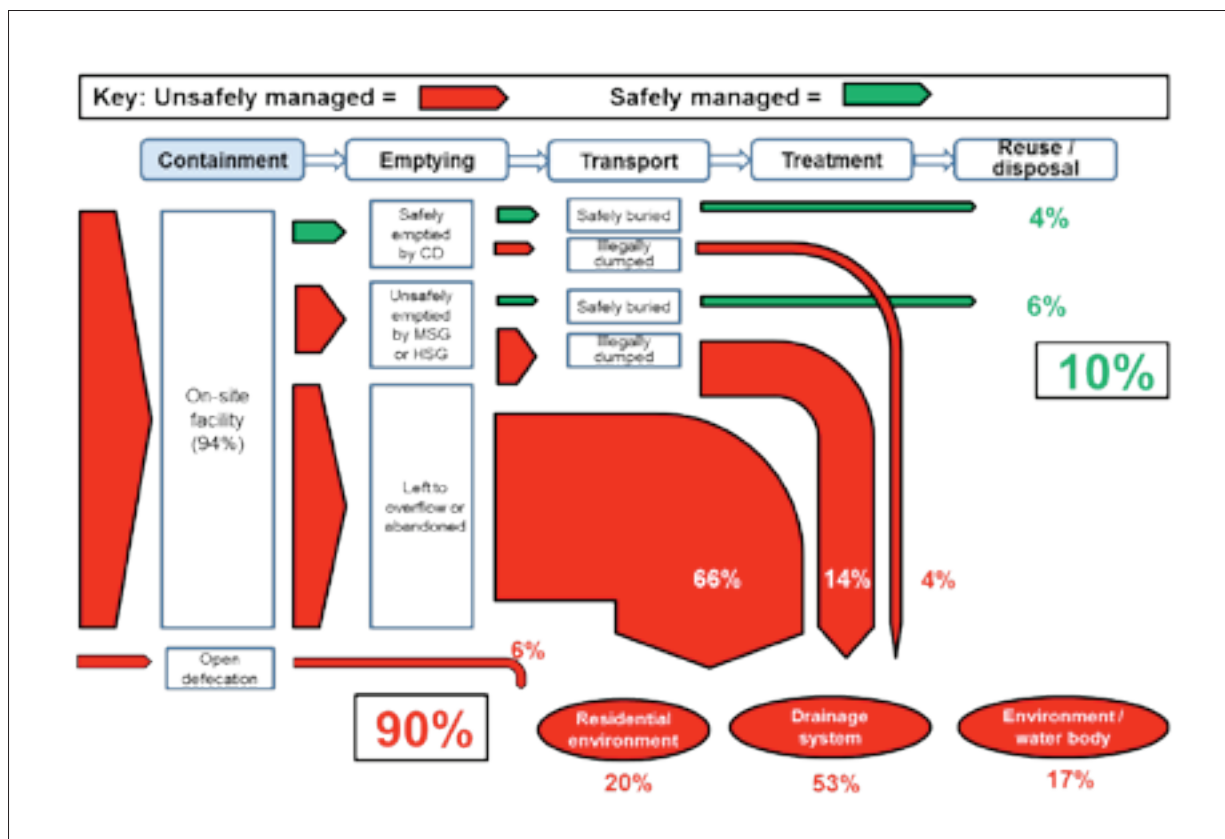 Key: Unsafely managed =
Safely managed =
Containment
Emptying
Transport
Treatment
Reuse /
disposal
Safely
emptied
by CD
Safely buried
4%
Illegally
dumped
Unsafely
emptied
by MSG
or HSG
Safely buried
6%
Illegally
dumped
10%
On-site
facility
(94%)
Left to
overflow or
abandoned
66%
14%
4%
Open
defecation
6%
90%
Residential
environment
Drainage
system
Environment /
water body
20%
53%
17%